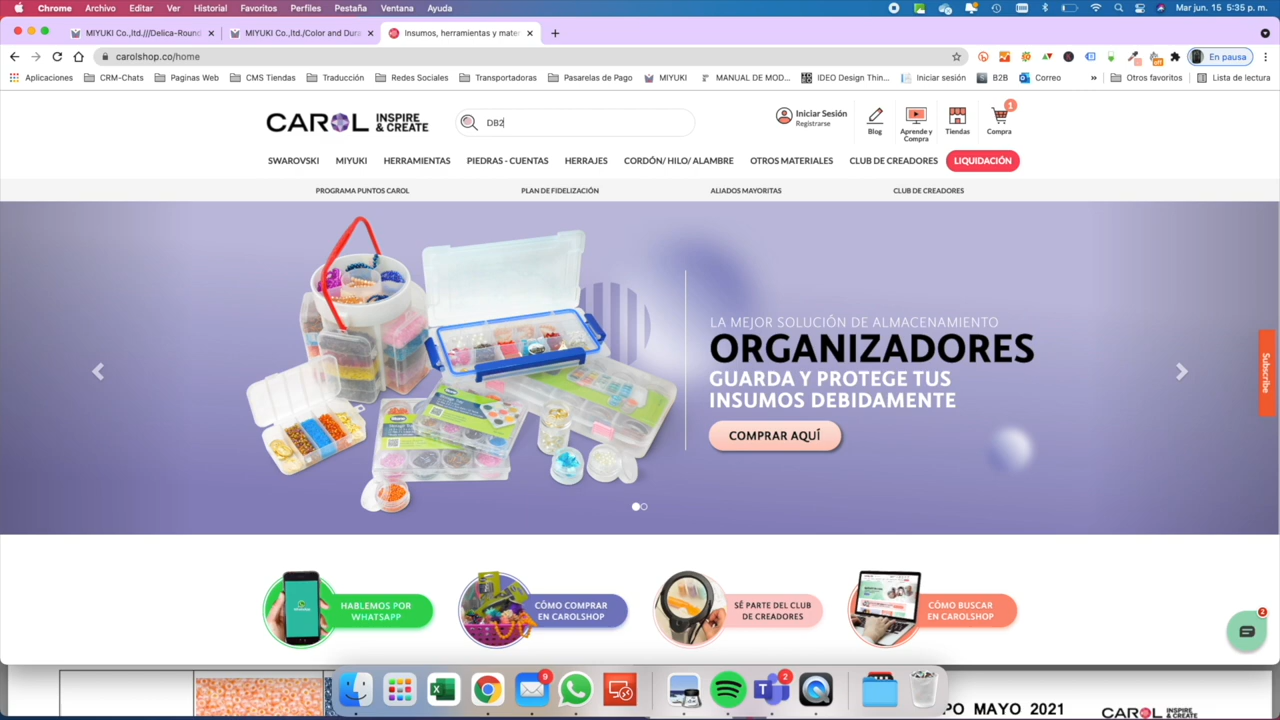 Chrome Archivo Editar Ver Historial Favoritos Perfiles Pestaña Ventana Ayuda
Mar jun. 15 5:35 p. m.
MIYUKI Co.,ltd.///Delica-Round
MIYUKI Co.,ltd./Color and Dura
Insumos, herramientas y mater
carolshop.co/home
En pausa
Aplicaciones CRM-Chats Paginas Web CMS Tiendas Traducción Redes Sociales Transportadoras Pasarelas de Pago MIYUKI MANUAL DE MOD... IDEO Design Thin... Iniciar sesión B2B Correo » Otros favoritos Lista de lectura
CAROL INSPIRE & CREATE
DB2
Iniciar Sesión
Registrarse
Blog
Aprende y Compra
Tiendas
1
Compra
SWAROVSKI MIYUKI HERRAMIENTAS PIEDRAS - CUENTAS HERRAJES CORDÓN/ HILO/ ALAMBRE OTROS MATERIALES CLUB DE CREADORES LIQUIDACIÓN
PROGRAMA PUNTOS CAROL PLAN DE FIDELIZACIÓN ALIADOS MAYORITAS CLUB DE CREADORES
LA MEJOR SOLUCIÓN DE ALMACENAMIENTO
ORGANIZADORES
GUARDA Y PROTEGE TUS
INSUMOS DEBIDAMENTE
COMPRAR AQUÍ
Subscribe
HABLEMOS POR
WHATSAPP
CÓMO COMPRAR
EN CAROLSHOP
SÉ PARTE DEL CLUB
DE CREADORES
CÓMO BUSCAR
EN CAROLSHOP
2
9
2
PO MAYO 2021
CAROL INSPIRE & CREATE